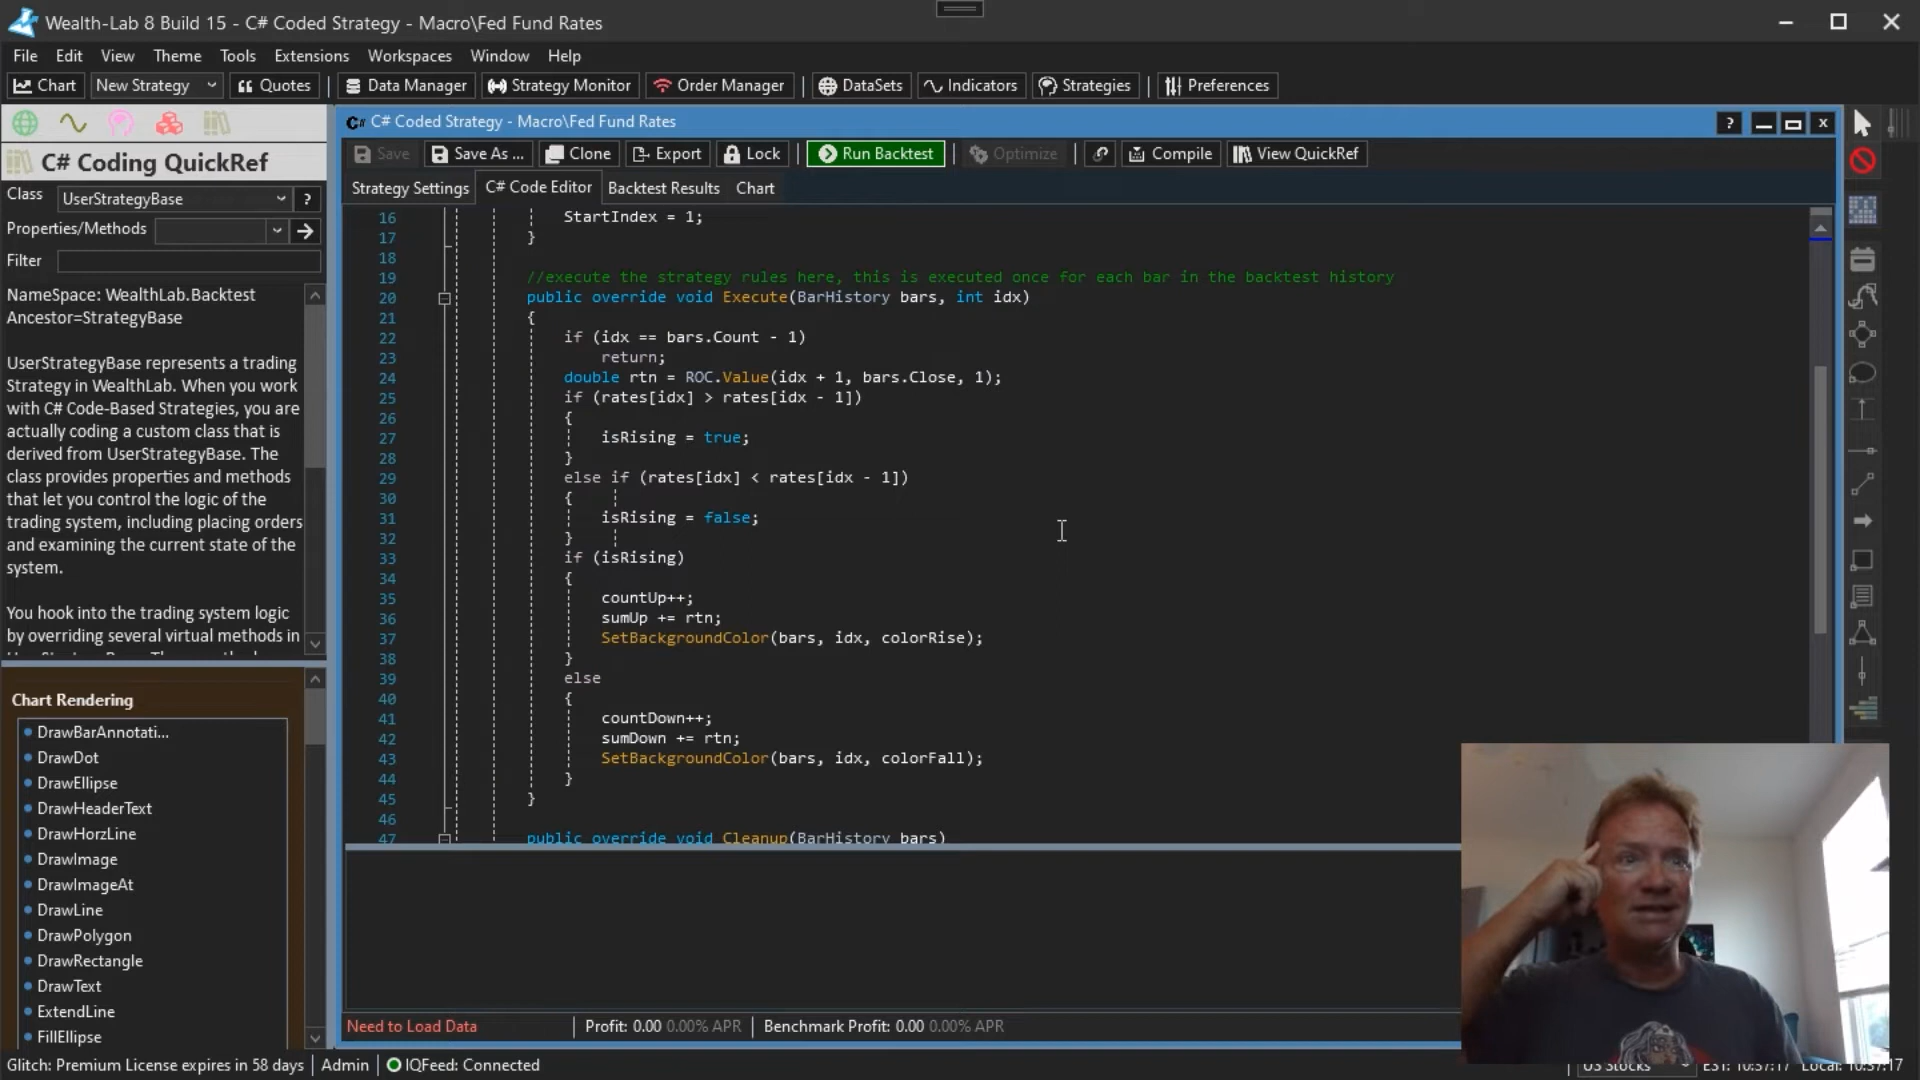 Wealth-Lab 8 Build 15 - C# Coded Strategy - Macro\Fed Fund Rates
File Edit View Theme Tools Extensions Workspaces Window Help
Chart New Strategy Quotes Data Manager Strategy Monitor Order Manager DataSets Indicators Strategies Preferences
C# Coding QuickRef
Class UserStrategyBase ?
Properties/Methods
Filter
NameSpace: WealthLab.Backtest
Ancestor=StrategyBase
UserStrategyBase represents a trading
Strategy in WealthLab. When you work
with C# Code-Based Strategies, you are
actually coding a custom class that is
derived from UserStrategyBase. The
class provides properties and methods
that let you control the logic of the
trading system, including placing orders
and examining the current state of the
system.
You hook into the trading system logic
by overriding several virtual methods in
Chart Rendering
DrawBarAnnotati...
DrawDot
DrawEllipse
DrawHeaderText
DrawHorzLine
DrawImage
DrawImageAt
DrawLine
DrawPolygon
DrawRectangle
DrawText
ExtendLine
FillEllipse
C# C# Coded Strategy - Macro\Fed Fund Rates ?
Save Save As ... Clone Export Lock Run Backtest Optimize Compile View QuickRef
Strategy Settings C# Code Editor Backtest Results Chart
16 StartIndex = 1;
17 }
18
19 //execute the strategy rules here, this is executed once for each bar in the backtest history
20 public override void Execute(BarHistory bars, int idx)
21 {
22 if (idx == bars.Count - 1)
23 return;
24 double rtn = ROC.Value(idx + 1, bars.Close, 1);
25 if (rates[idx] > rates[idx - 1])
26 {
27 isRising = true;
28 }
29 else if (rates[idx] < rates[idx - 1])
30 {
31 isRising = false;
32 }
33 if (isRising)
34 {
35 countUp++;
36 sumUp += rtn;
37 SetBackgroundColor(bars, idx, colorRise);
38 }
39 else
40 {
41 countDown++;
42 sumDown += rtn;
43 SetBackgroundColor(bars, idx, colorFall);
44 }
45 }
46
47 public override void Cleanup(BarHistory bars)
Need to Load Data Profit: 0.00 0.00% APR Benchmark Profit: 0.00 0.00% APR
Glitch: Premium License expires in 58 days Admin IQFeed: Connected US Stocks EST: 10:37:17 Local: 10:37:17